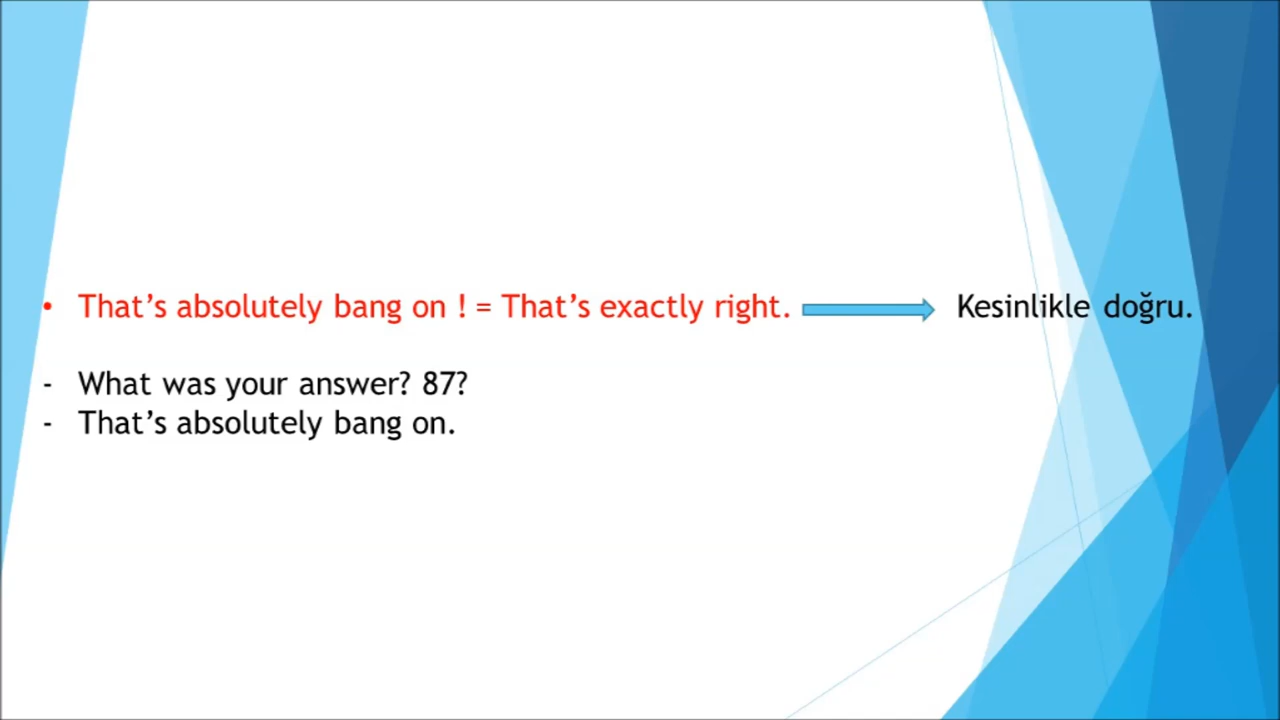 • That’s absolutely bang on ! = That’s exactly right. Kesinlikle doğru.
- What was your answer? 87?
- That’s absolutely bang on.